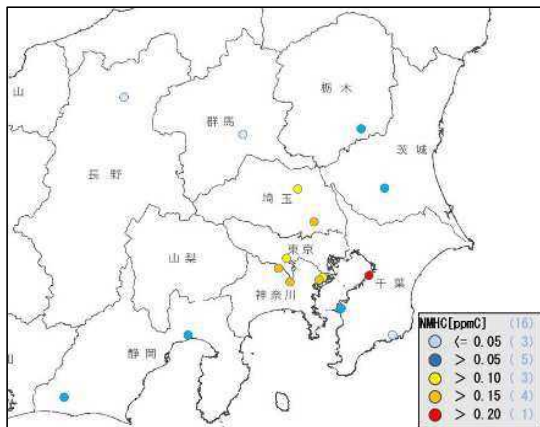 山
栃木
群馬
茨城
長野
埼玉
東京
山梨
千葉
神奈川
静岡
山
NMHC[ppmC] (16)
<= 0.05 ( 3)
> 0.05 ( 5)
> 0.10 ( 3)
> 0.15 ( 4)
> 0.20 ( 1)